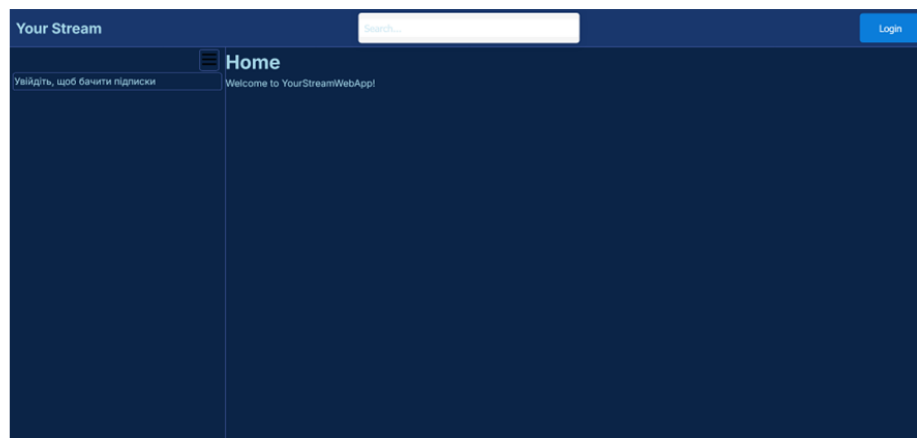 Your Stream
Search...
Login
Увійдіть, щоб бачити підписки
Home
Welcome to YourStreamWebApp!